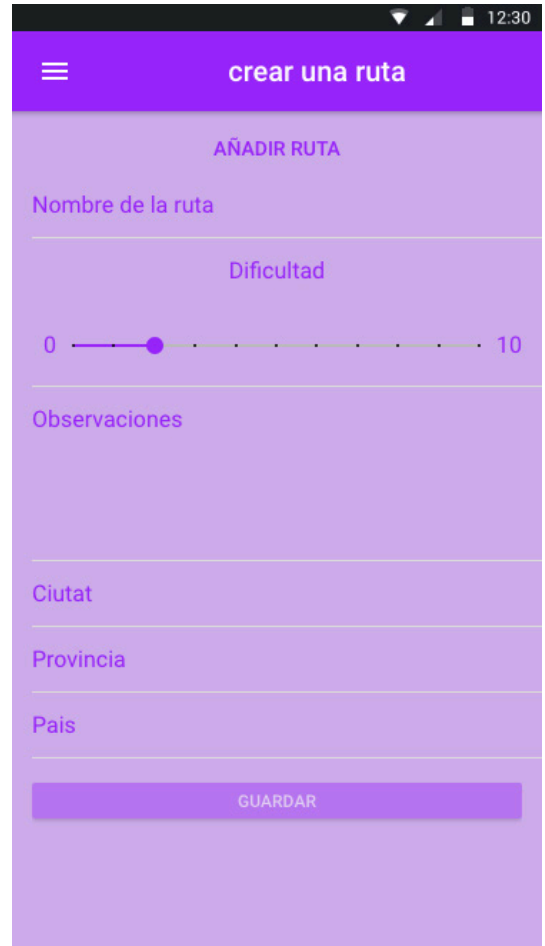 12:30
crear una ruta
AÑADIR RUTA
Nombre de la ruta
Dificultad
0 10
Observaciones
Ciutat
Provincia
Pais
GUARDAR